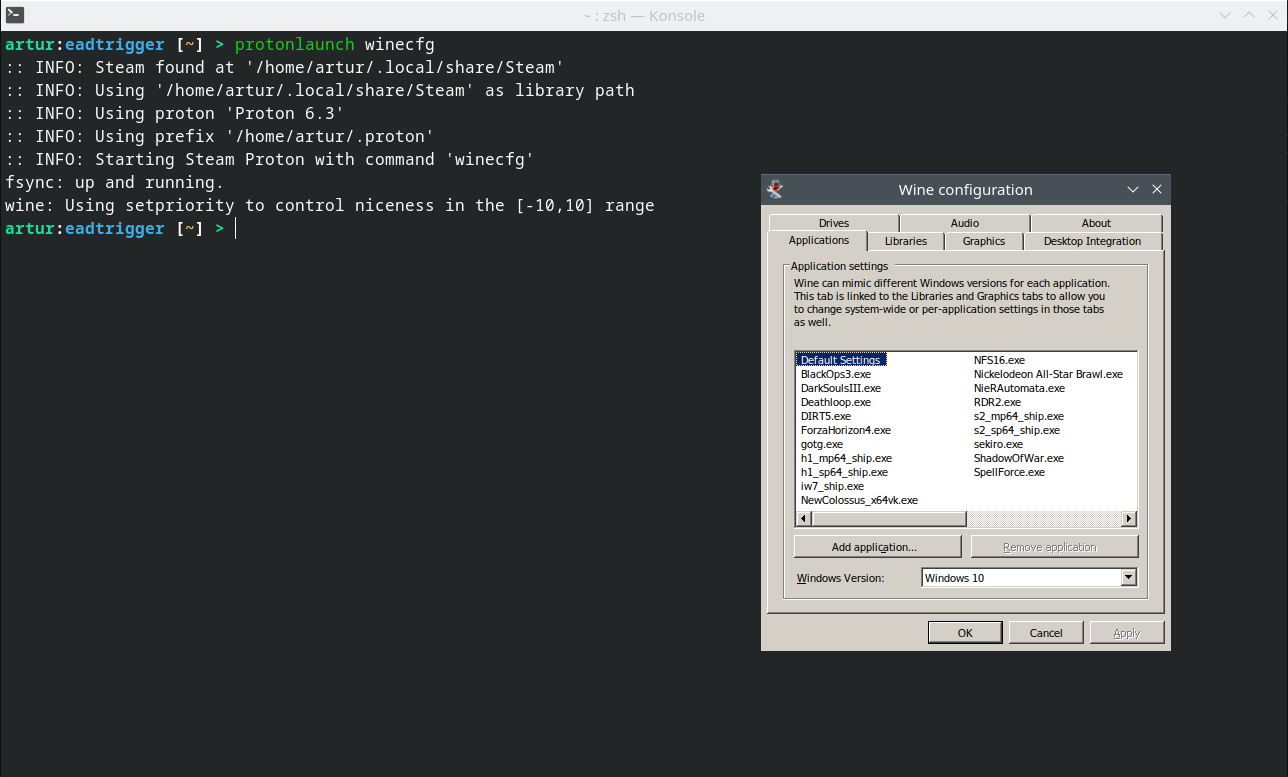 ~ : zsh — Konsole
artur:eadtrigger [~] > protonlaunch winecfg
:: INFO: Steam found at '/home/artur/.local/share/Steam'
:: INFO: Using '/home/artur/.local/share/Steam' as library path
:: INFO: Using proton 'Proton 6.3'
:: INFO: Using prefix '/home/artur/.proton'
:: INFO: Starting Steam Proton with command 'winecfg'
fsync: up and running.
wine: Using setpriority to control niceness in the [-10,10] range
artur:eadtrigger [~] >
Wine configuration
Drives Audio About
Applications Libraries Graphics Desktop Integration
Application settings
Wine can mimic different Windows versions for each application.
This tab is linked to the Libraries and Graphics tabs to allow you
to change system-wide or per-application settings in those tabs
as well.
Default Settings
BlackOps3.exe
DarkSoulsIII.exe
Deathloop.exe
DIRT5.exe
ForzaHorizon4.exe
gotg.exe
h1_mp64_ship.exe
h1_sp64_ship.exe
iw7_ship.exe
NewColossus_x64vk.exe
NFS16.exe
Nickelodeon All-Star Brawl.exe
NieRAutomata.exe
RDR2.exe
s2_mp64_ship.exe
s2_sp64_ship.exe
sekiro.exe
ShadowOfWar.exe
SpellForce.exe
Add application... Remove application
Windows Version: Windows 10
OK Cancel Apply